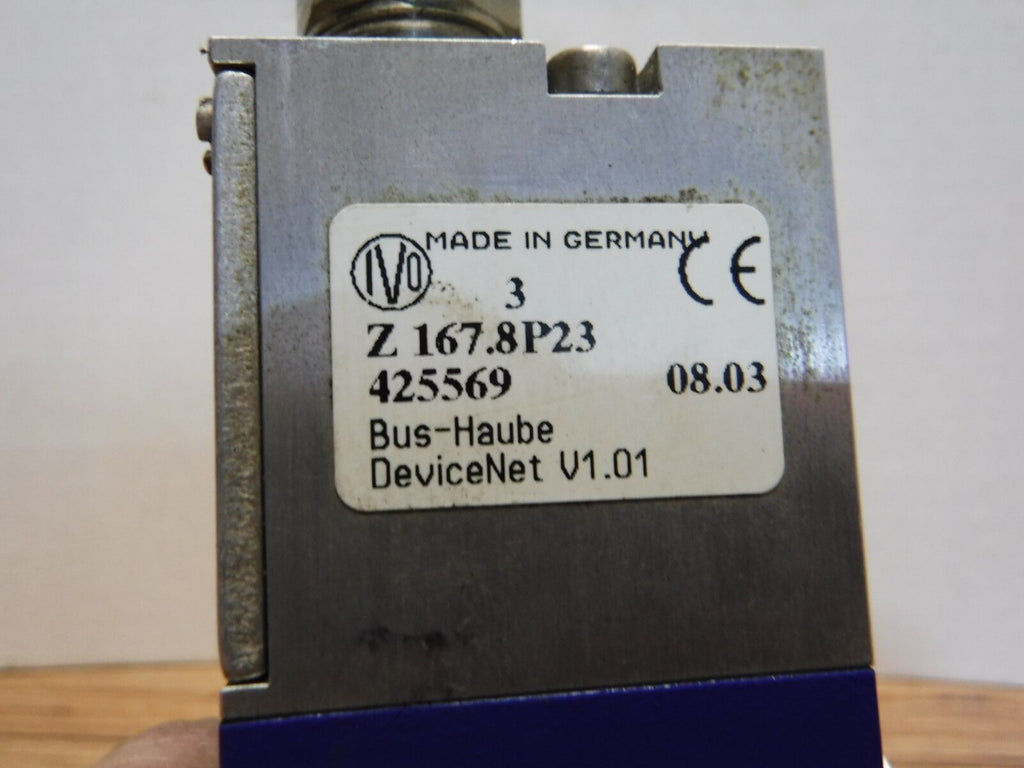 IVO MADE IN GERMANY CE
3
Z 167.8P23
425569 08.03
Bus-Haube
DeviceNet V1.01